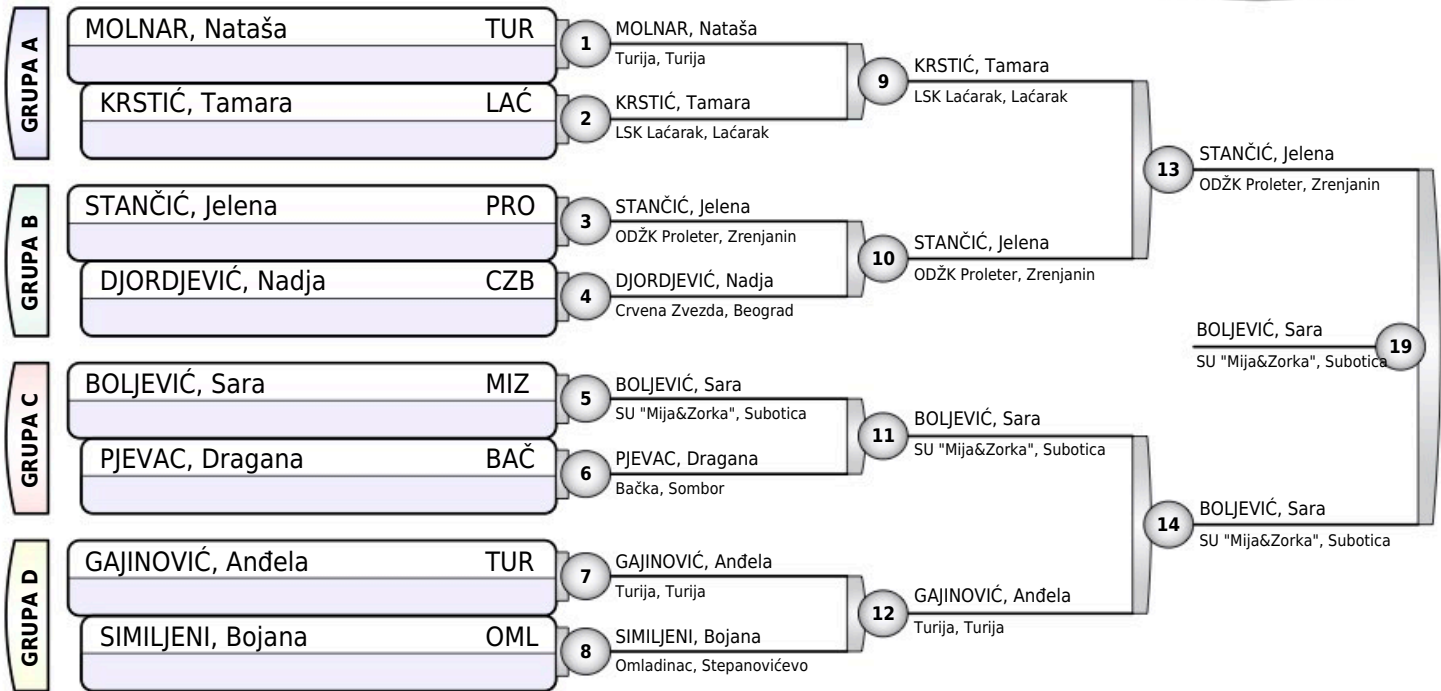 GRUPA A
MOLNAR, Nataša TUR
KRSTIĆ, Tamara LAĆ
GRUPA B
STANČIĆ, Jelena PRO
DJORDJEVIĆ, Nadja CZB
GRUPA C
BOLJEVIĆ, Sara MIZ
PJEVAC, Dragana BAČ
GRUPA D
GAJINOVIĆ, Anđela TUR
SIMILJENI, Bojana OML
1
MOLNAR, Nataša
Turija, Turija
2
KRSTIĆ, Tamara
LSK Laćarak, Laćarak
3
STANČIĆ, Jelena
ODŽK Proleter, Zrenjanin
4
DJORDJEVIĆ, Nadja
Crvena Zvezda, Beograd
5
BOLJEVIĆ, Sara
SU "Mija&Zorka", Subotica
6
PJEVAC, Dragana
Bačka, Sombor
7
GAJINOVIĆ, Anđela
Turija, Turija
8
SIMILJENI, Bojana
Omladinac, Stepanovićevo
9
KRSTIĆ, Tamara
LSK Laćarak, Laćarak
10
STANČIĆ, Jelena
ODŽK Proleter, Zrenjanin
11
BOLJEVIĆ, Sara
SU "Mija&Zorka", Subotica
12
GAJINOVIĆ, Anđela
Turija, Turija
13
STANČIĆ, Jelena
ODŽK Proleter, Zrenjanin
14
BOLJEVIĆ, Sara
SU "Mija&Zorka", Subotica
BOLJEVIĆ, Sara
SU "Mija&Zorka", Subotica
19